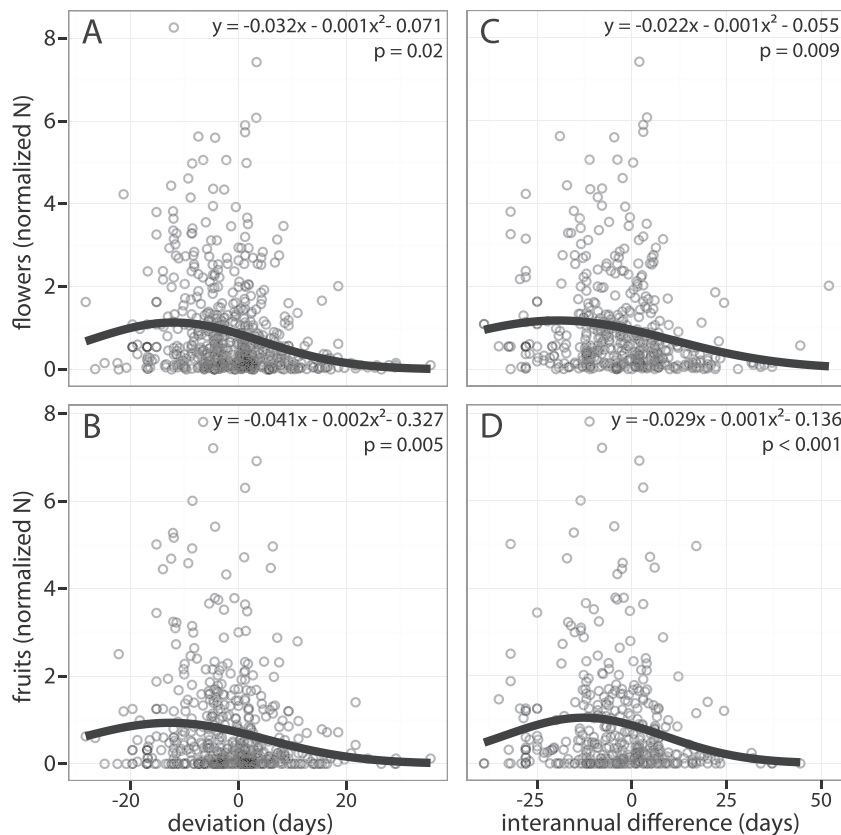 A
y = -0.032x - 0.001x² - 0.071
p = 0.02
C
y = -0.022x - 0.001x² - 0.055
p = 0.009
flowers (normalized N)
8
6
4
2
0
B
y = -0.041x - 0.002x² - 0.327
p = 0.005
D
y = -0.029x - 0.001x² - 0.136
p < 0.001
fruits (normalized N)
8
6
4
2
0
-20 0 20
-25 0 25 50
deviation (days)
interannual difference (days)